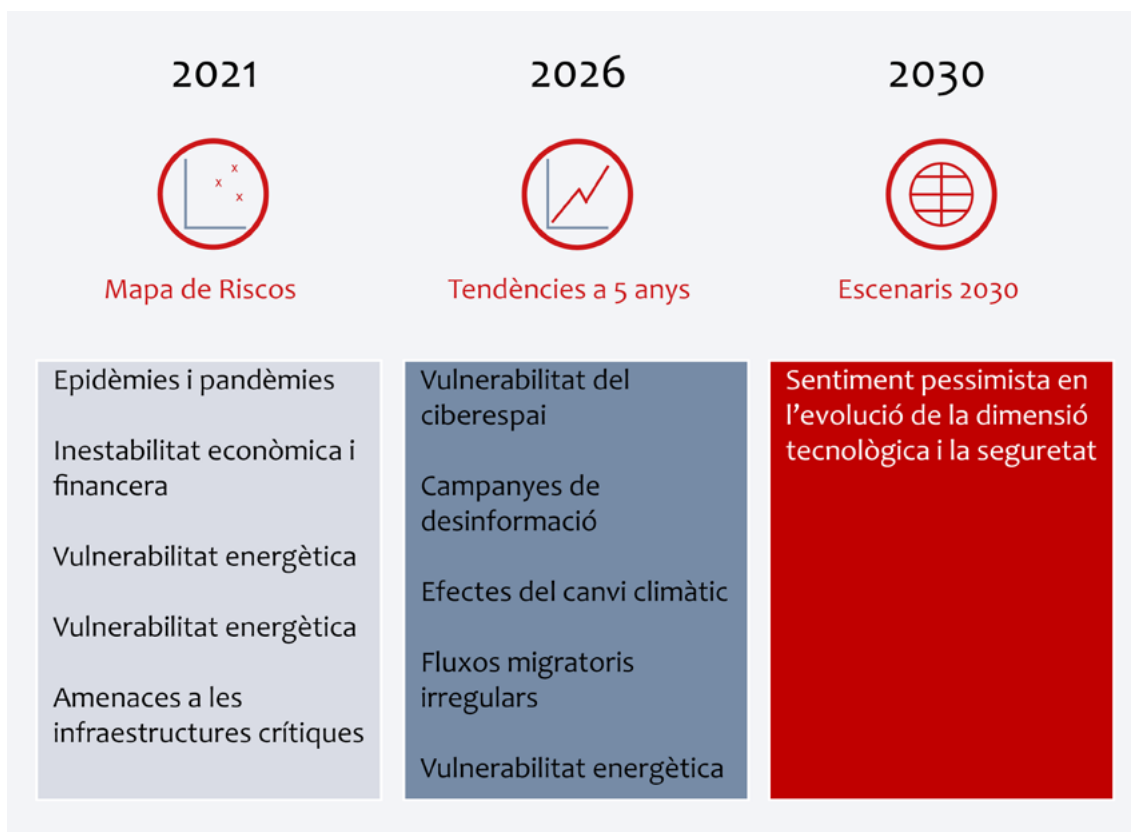 2021
2026
2030
x
x
x
Mapa de Riscos
Tendències a 5 anys
Escenaris 2030
Epidèmies i pandèmies
Inestabilitat econòmica i
financera
Vulnerabilitat energètica
Vulnerabilitat energètica
Amenaces a les
infraestructures crítiques
Vulnerabilitat del
ciberespai
Campanyes de
desinformació
Efectes del canvi climàtic
Fluxos migratoris
irregulars
Vulnerabilitat energètica
Sentiment pessimista en
l’evolució de la dimensió
tecnològica i la seguretat